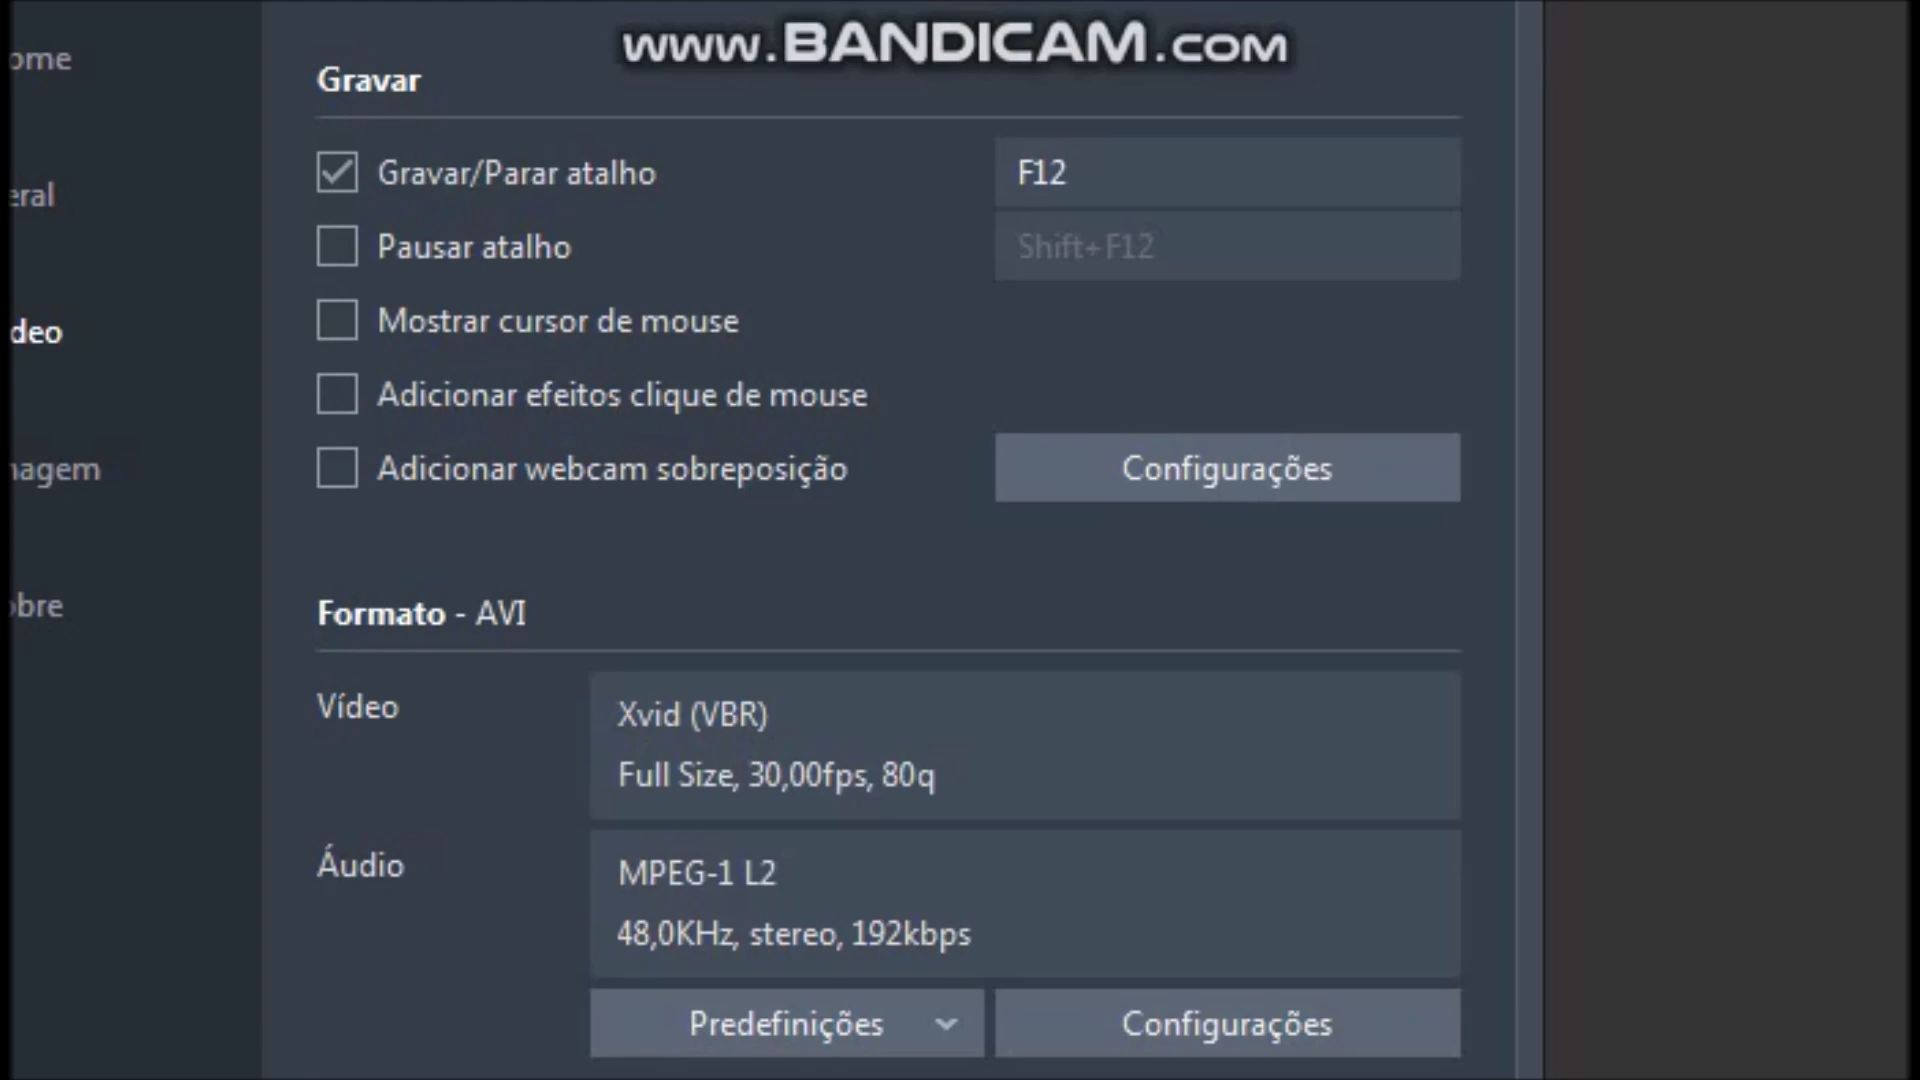 www.BANDICAM.com
ome
Gravar
Gravar/Parar atalho
F12
eral
Pausar atalho
Shift+F12
Mostrar cursor de mouse
deo
Adicionar efeitos clique de mouse
magem
Adicionar webcam sobreposição
Configurações
obre
Formato - AVI
Vídeo
Xvid (VBR)
Full Size, 30,00fps, 80q
Áudio
MPEG-1 L2
48,0KHz, stereo, 192kbps
Predefinições
Configurações